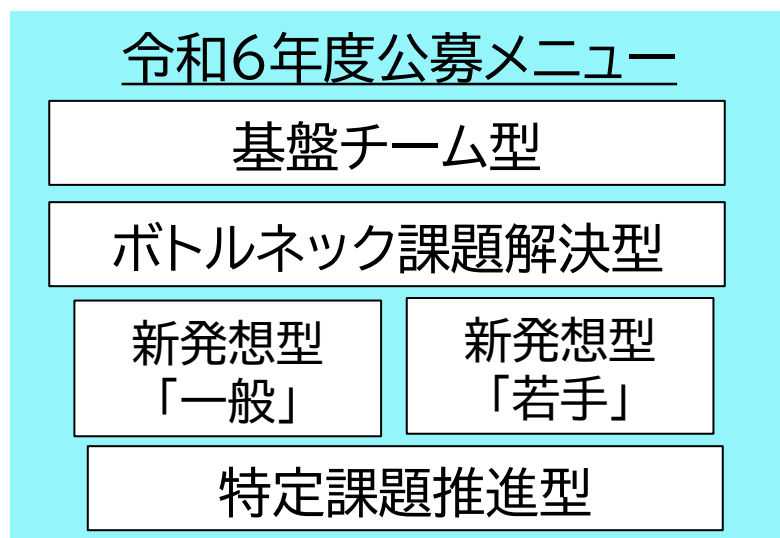 令和6年度公募メニュー
基盤チーム型
ボトルネック課題解決型
新発想型
「一般」
新発想型
「若手」
特定課題推進型